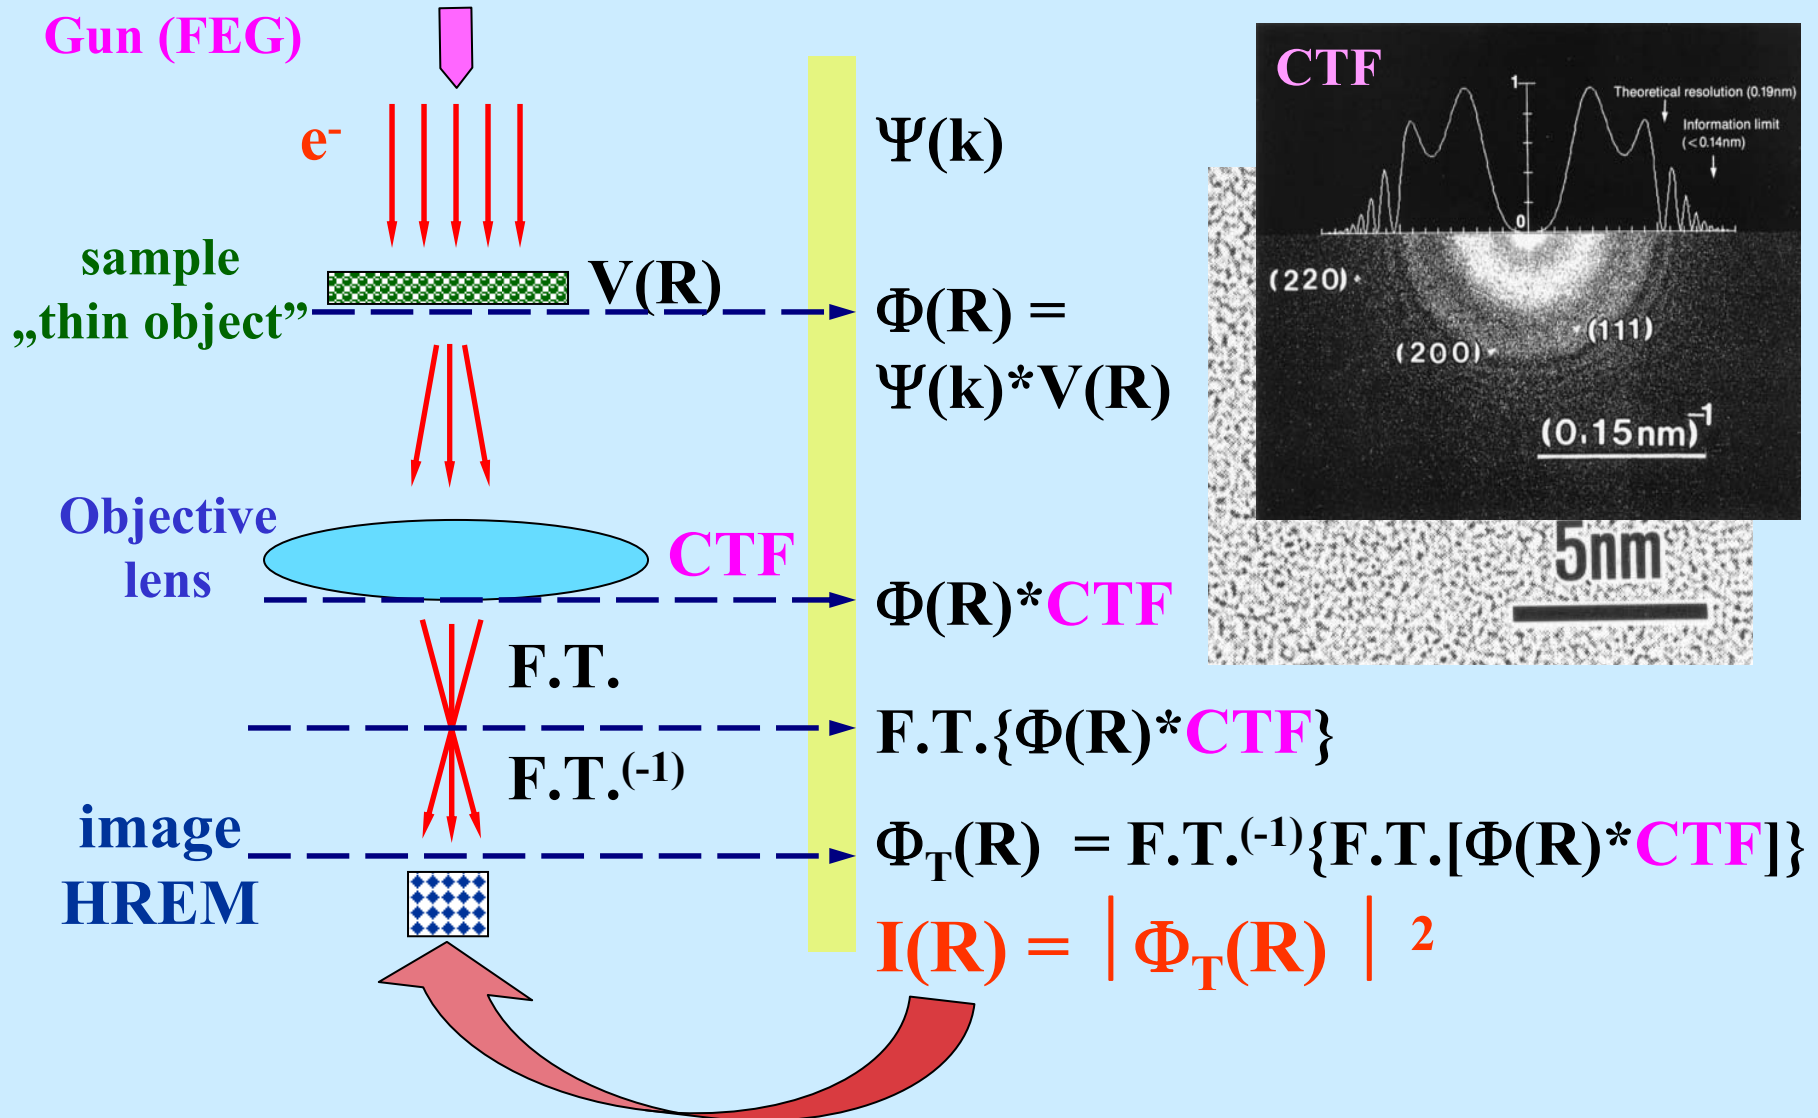 Gun (FEG)
e-
sample
„thin object”
V(R)
Objective
lens
CTF
F.T.
F.T.(-1)
image
HREM
Ψ(k)
Φ(R) =
Ψ(k)*V(R)
Φ(R)*CTF
F.T.{Φ(R)*CTF}
ΦT(R) = F.T.(-1){F.T.[Φ(R)*CTF]}
I(R) = | ΦT(R) | 2
CTF
1
Theoretical resolution (0.19nm)
Information limit
(<0.14nm)
0
(220)
(111)
(200)
(0.15nm)-1
5nm